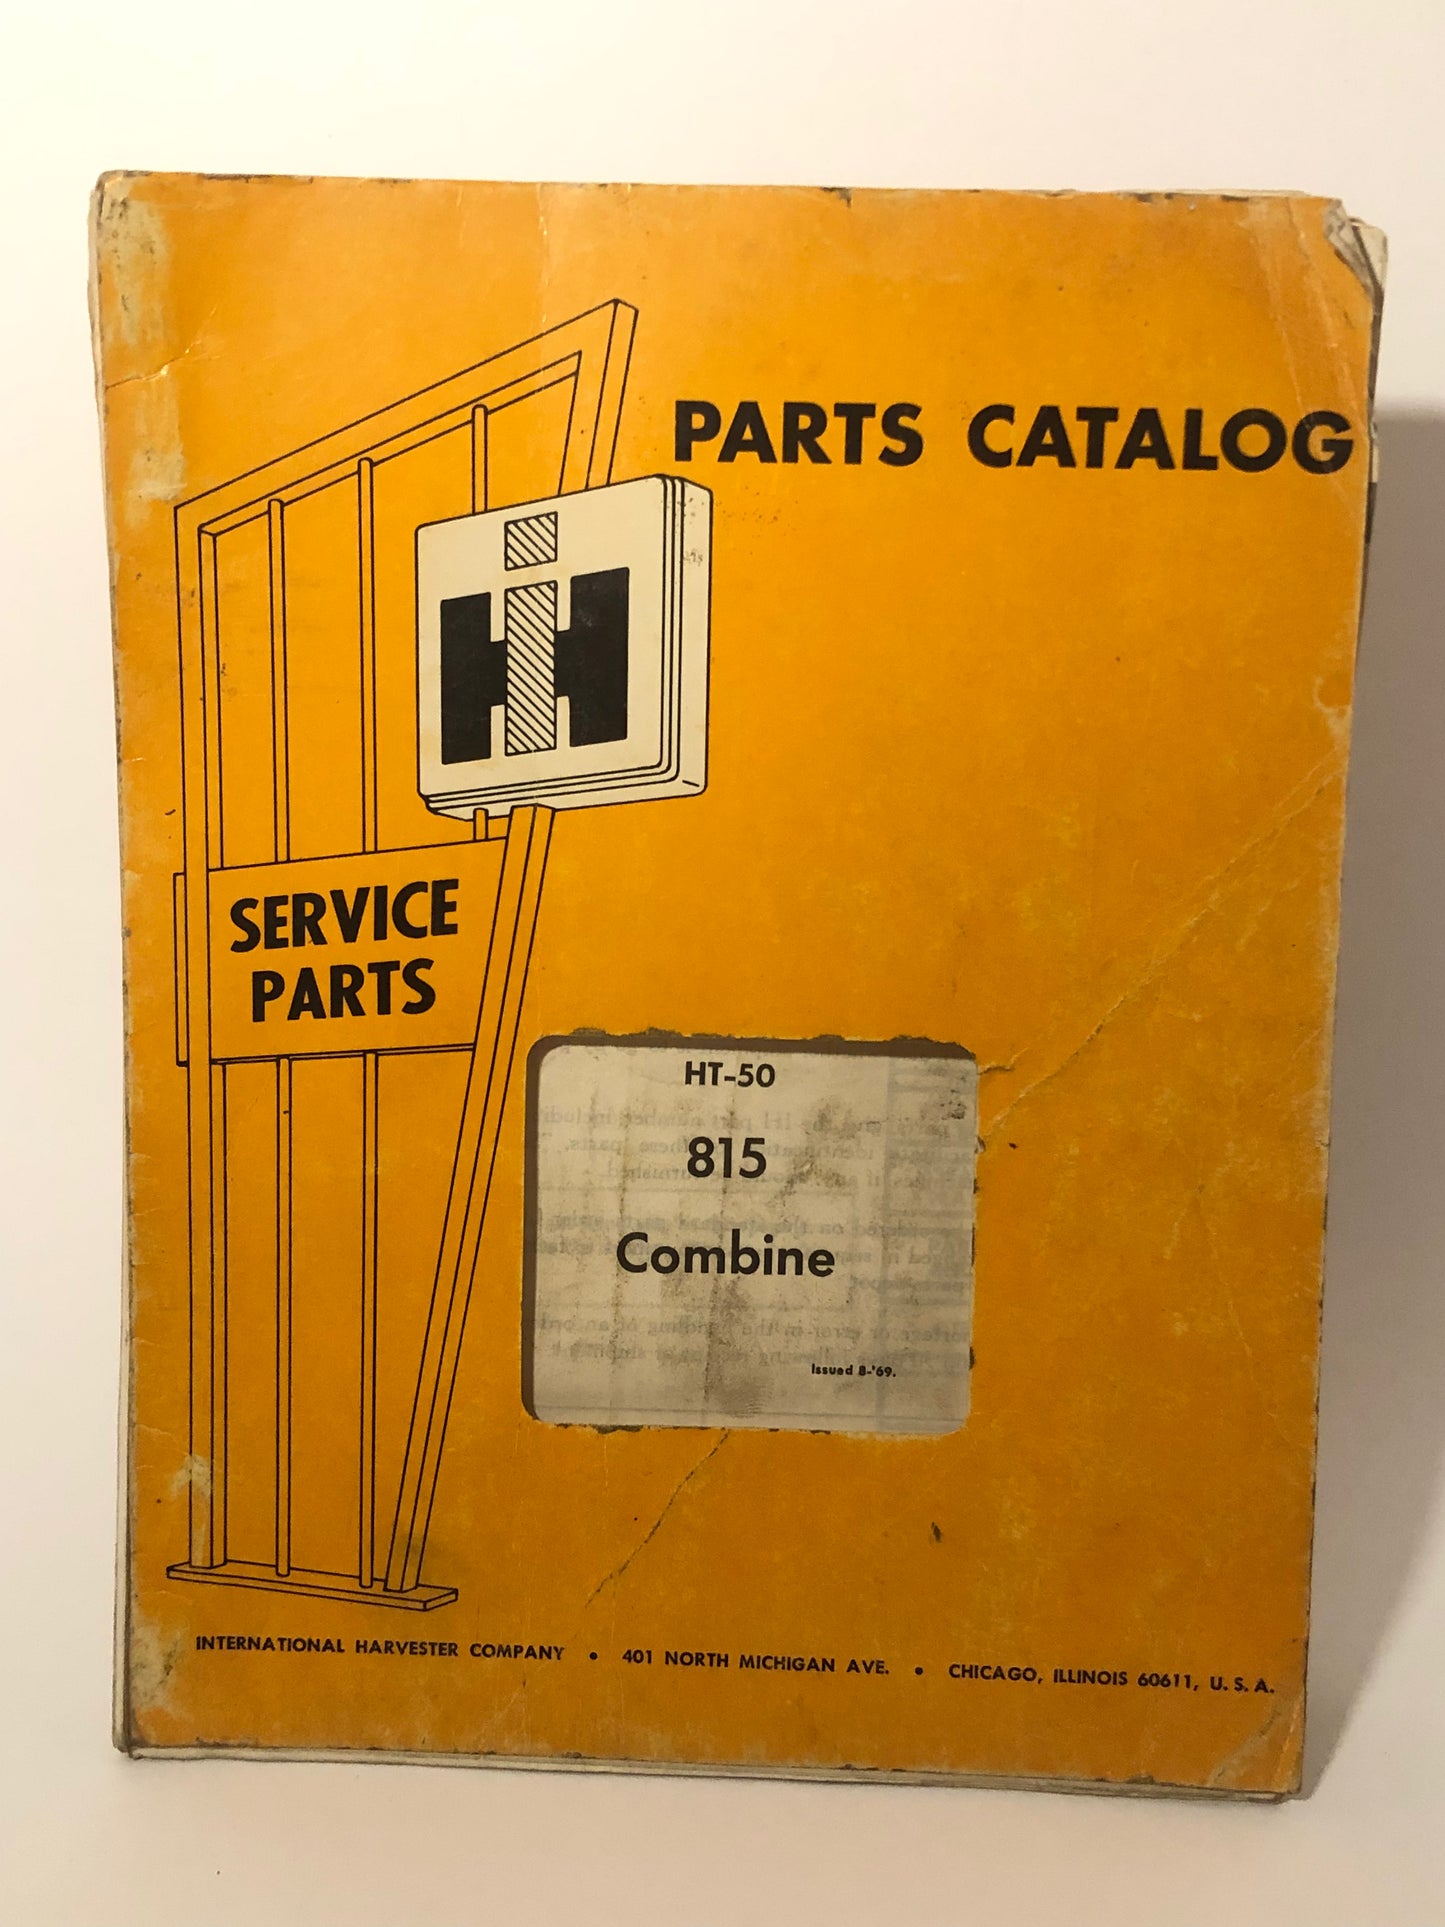 PARTS CATALOG
IH
SERVICE
PARTS
HT-50
815
Combine
Issued 8-'69.
INTERNATIONAL HARVESTER COMPANY • 401 NORTH MICHIGAN AVE. • CHICAGO, ILLINOIS 60611, U. S. A.